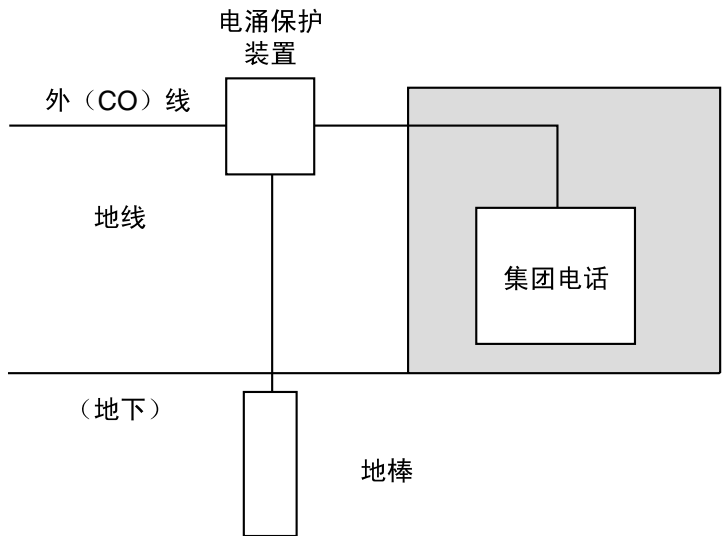 电涌保护
装置
外（CO）线
地线
集团电话
（地下）
地棒